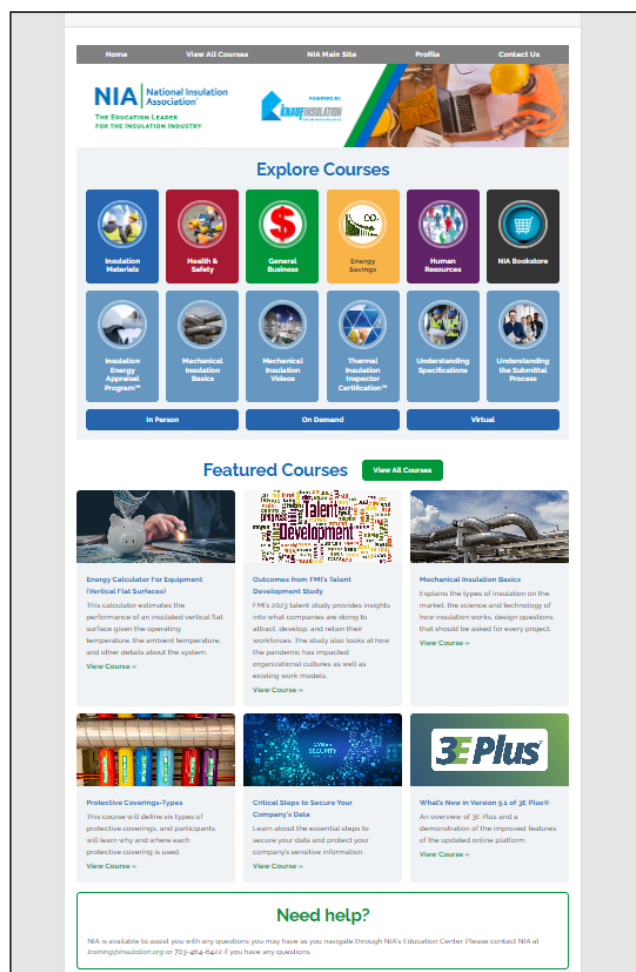 Home View All Courses NIA Main Site Profile Contact Us
NIA National Insulation
Association®
THE EDUCATION LEADER
FOR THE INSULATION INDUSTRY
POWERED BY:
KNAUF INSULATION
Explore Courses
Insulation
Materials
Health &
Safety
General
Business
Energy
Savings
Human
Resources
NIA Bookstore
Insulation
Energy
Appraisal
Program™
Mechanical
Insulation
Basics
Mechanical
Insulation
Videos
Thermal
Insulation
Inspector
Certification™
Understanding
Specifications
Understanding
the Submittal
Process
In Person On Demand Virtual
Featured Courses View All Courses
Talent
Development
Energy Calculator For Equipment
(Vertical Flat Surfaces)
This calculator estimates the
performance of an insulated vertical flat
surface given the operating
temperature, the ambient temperature,
and other details about the system.
View Course »
Outcomes from FMI's Talent
Development Study
FMI's 2023 talent study provides insights
into what companies are doing to
attract, develop, and retain their
workforces. The study also looks at how
the pandemic has impacted
organizational cultures as well as
existing work models.
View Course »
Mechanical Insulation Basics
Explains the types of insulation on the
market, the science and technology of
how insulation works, design questions
that should be asked for every project.
View Course »
CYBER
SECURITY
3E Plus®
Protective Coverings-Types
This course will define six types of
protective coverings, and participants
will learn why and where each
protective covering is used.
View Course »
Critical Steps to Secure Your
Company's Data
Learn about the essential steps to
secure your data and protect your
company's sensitive information.
View Course »
What's New in Version 5.1 of 3E Plus®
An overview of 3E Plus and a
demonstration of the improved features
of the updated online platform.
View Course »
Need help?
NIA is available to assist you with any questions you may have as you navigate through NIA's Education Center. Please contact NIA at
training@insulation.org or 703-464-6422 if you have any questions.